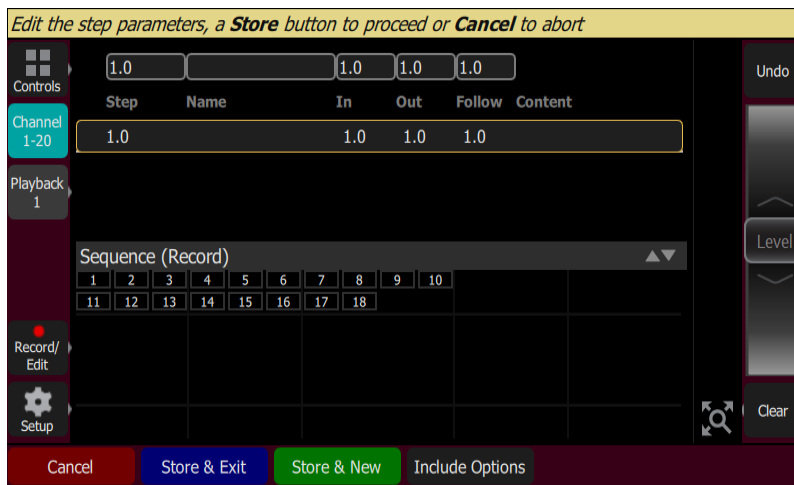 Edit the step parameters, a Store button to proceed or Cancel to abort
Controls
1.0 1.0 1.0 1.0
Undo
Step Name In Out Follow Content
Channel
1-20
1.0 1.0 1.0 1.0
Playback
1
Level
Sequence (Record)
1 2 3 4 5 6 7 8 9 10
11 12 13 14 15 16 17 18
Record/
Edit
Setup
Clear
Cancel Store & Exit Store & New Include Options